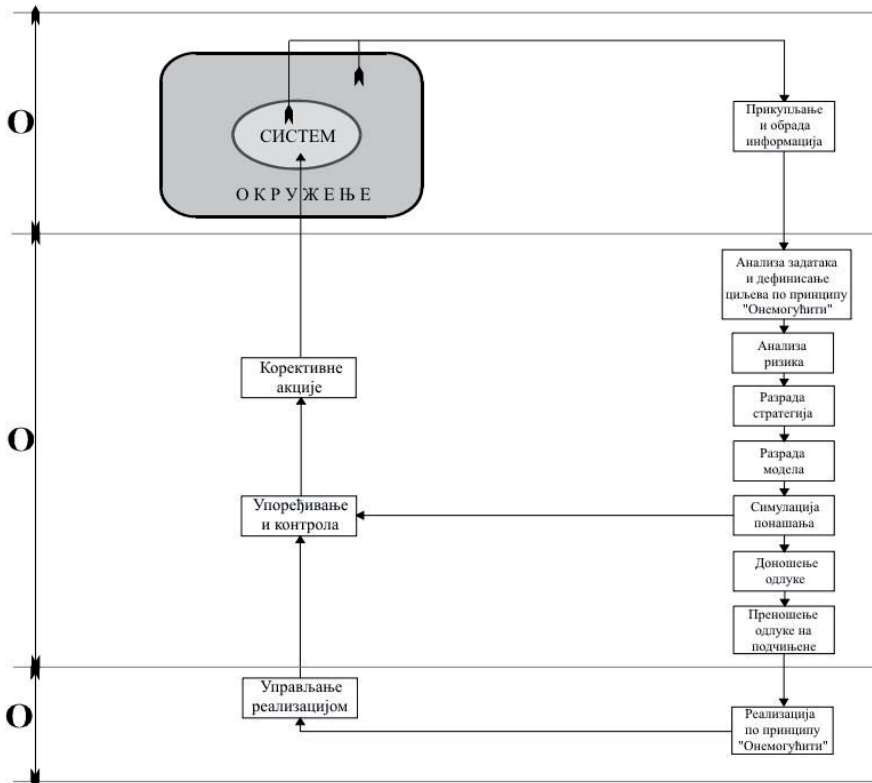 О
СИСТЕМ
О К Р У Ж Е Њ Е
Прикупљање
и обрада
информација
О
Анализа задатака
и дефинисање
циљева по принципу
"Онемогућити"
Анализа
ризика
Разрада
стратегија
Разрада
модела
Симулација
понашања
Доношење
одлуке
Преношење
одлуке на
подчињене
Корективне
акције
Упоређивање
и контрола
О
Управљање
реализацијом
Реализација
по принципу
"Онемогућити"